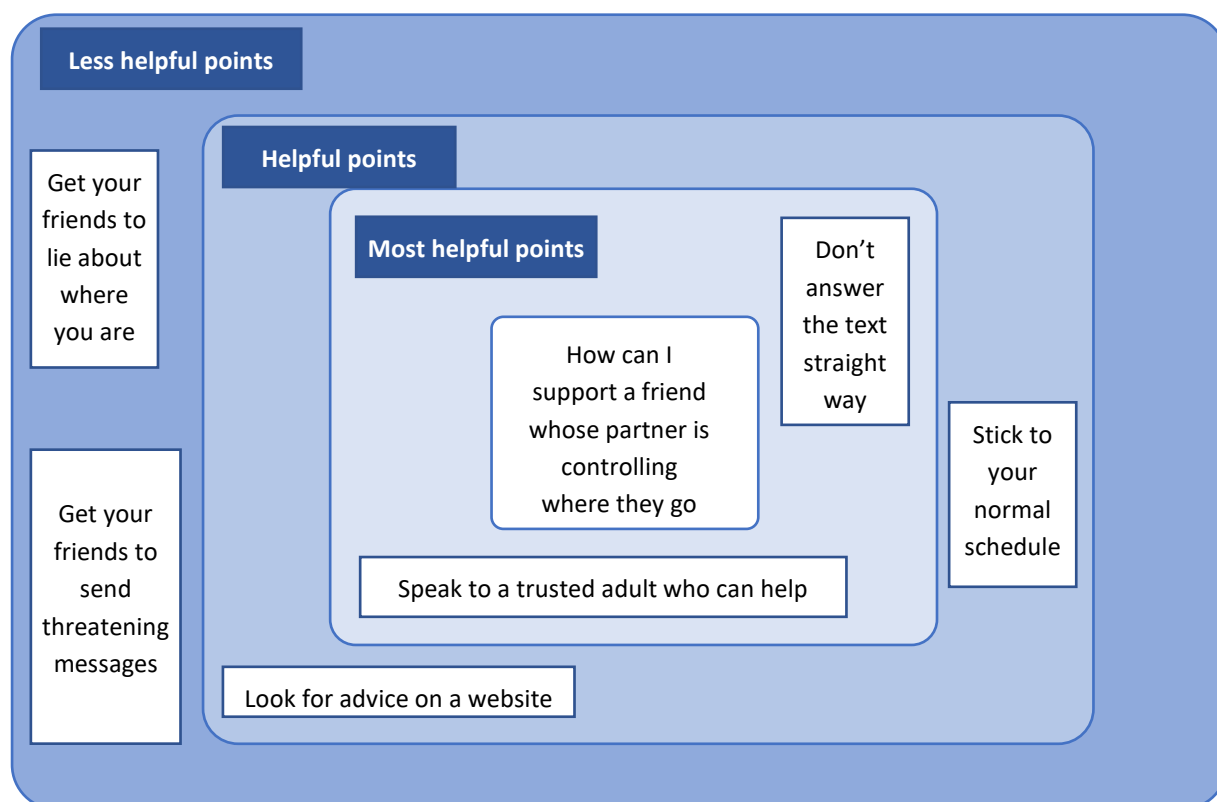 Less helpful points
Get your
friends to
lie about
where
you are
Get your
friends to
send
threatening
messages
Helpful points
Stick to
your
normal
schedule
Look for advice on a website
Most helpful points
Don’t
answer
the text
straight
way
How can I
support a friend
whose partner is
controlling
where they go
Speak to a trusted adult who can help